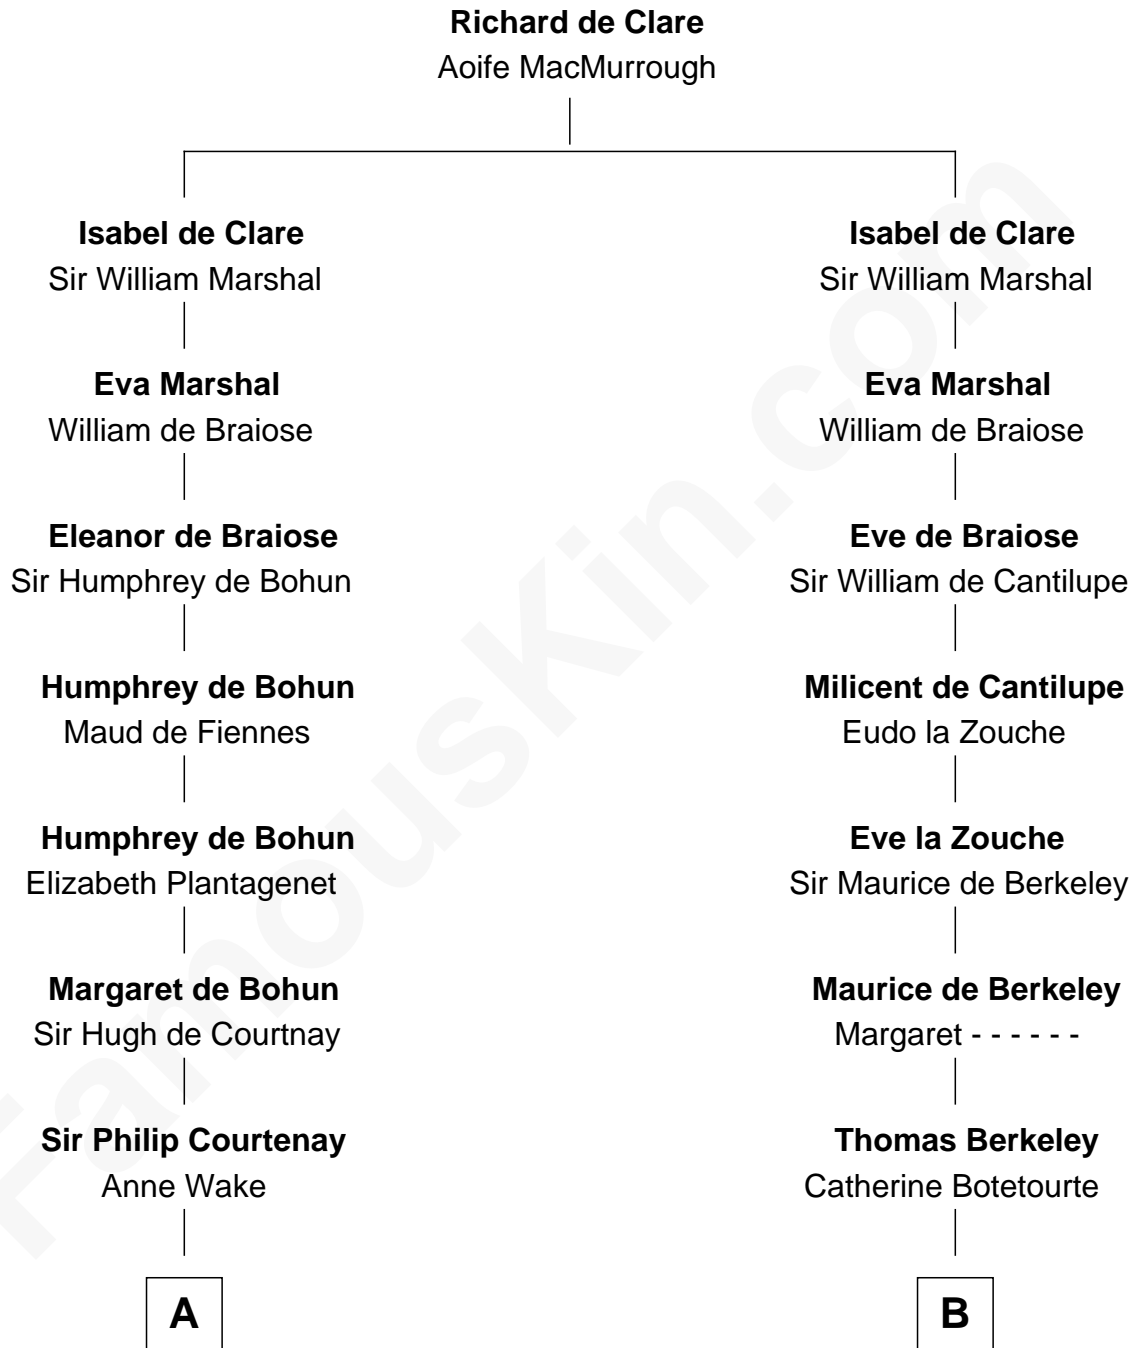 Richard de Clare
Aoife MacMurrough
Isabel de Clare
Sir William Marshal
Eva Marshal
William de Braiose
Eleanor de Braiose
Sir Humphrey de Bohun
Humphrey de Bohun
Maud de Fiennes
Humphrey de Bohun
Elizabeth Plantagenet
Margaret de Bohun
Sir Hugh de Courtnay
Sir Philip Courtenay
Anne Wake
A
Isabel de Clare
Sir William Marshal
Eva Marshal
William de Braiose
Eve de Braiose
Sir William de Cantilupe
Milicent de Cantilupe
Eudo la Zouche
Eve la Zouche
Sir Maurice de Berkeley
Maurice de Berkeley
Margaret - - - - - -
Thomas Berkeley
Catherine Botetourte
B
FamousKin.com